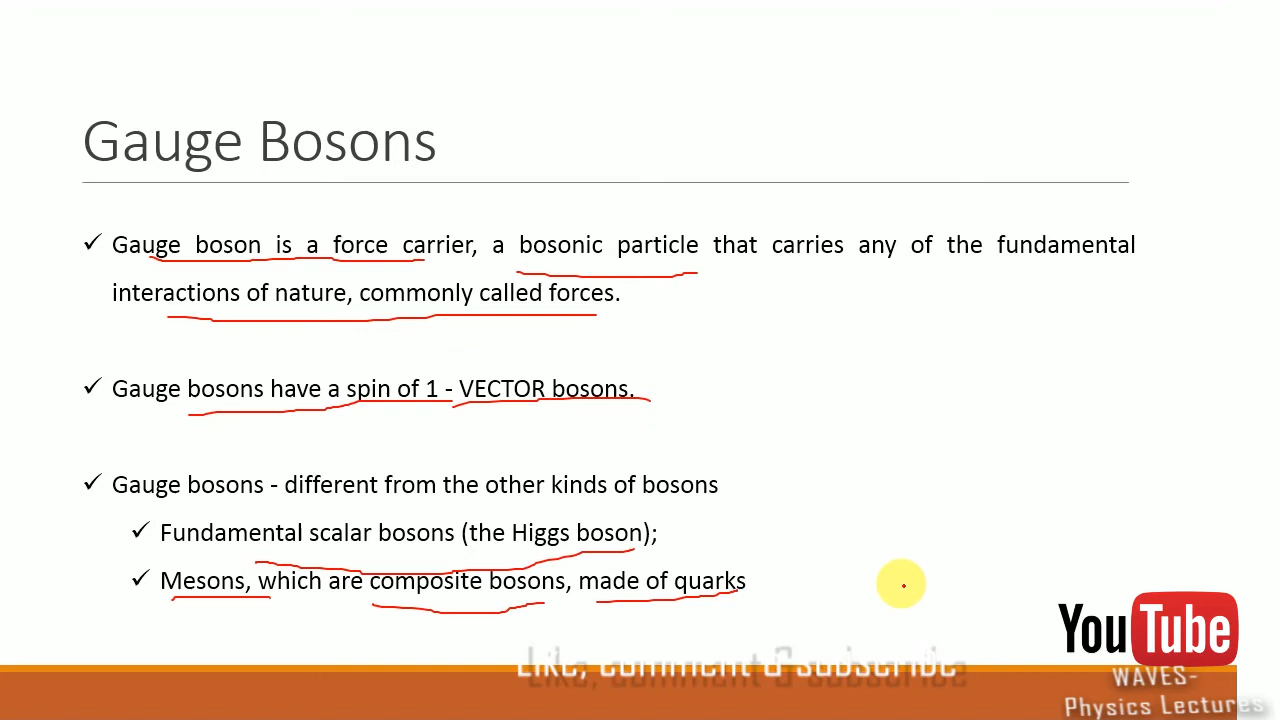 Gauge Bosons
✓ Gauge boson is a force carrier, a bosonic particle that carries any of the fundamental
interactions of nature, commonly called forces.
✓ Gauge bosons have a spin of 1 - VECTOR bosons.
✓ Gauge bosons - different from the other kinds of bosons
✓ Fundamental scalar bosons (the Higgs boson);
✓ Mesons, which are composite bosons, made of quarks
YouTube
Like, comment & subscribe
WAVES-
Physics Lectures